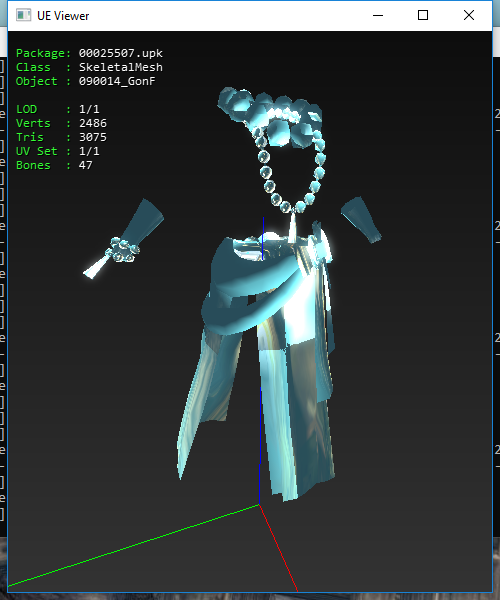 UE Viewer
Package: 00025507.upk
Class  : SkeletalMesh
Object : 090014_GonF
LOD    : 1/1
Verts  : 2486
Tris   : 3075
UV Set : 1/1
Bones  : 47